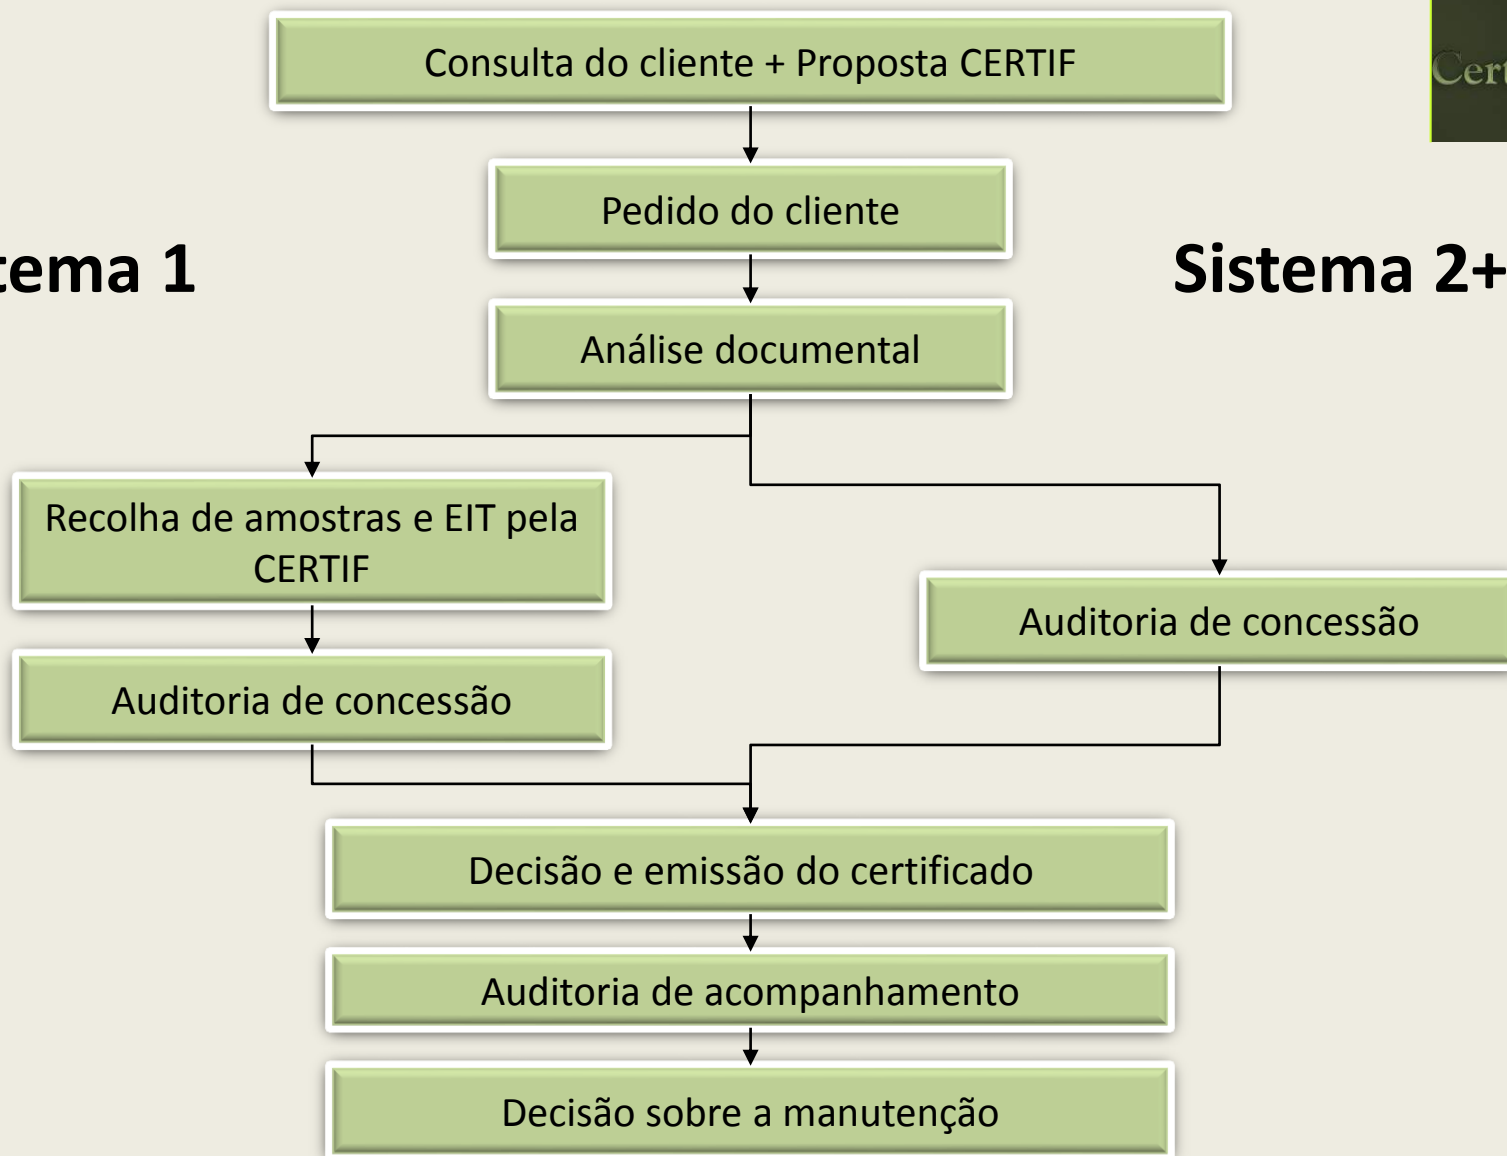 Consulta do cliente + Proposta CERTIF
Cert
Pedido do cliente
tema 1
Sistema 2+
Análise documental
Recolha de amostras e EIT pela
CERTIF
Auditoria de concessão
Auditoria de concessão
Decisão e emissão do certificado
Auditoria de acompanhamento
Decisão sobre a manutenção